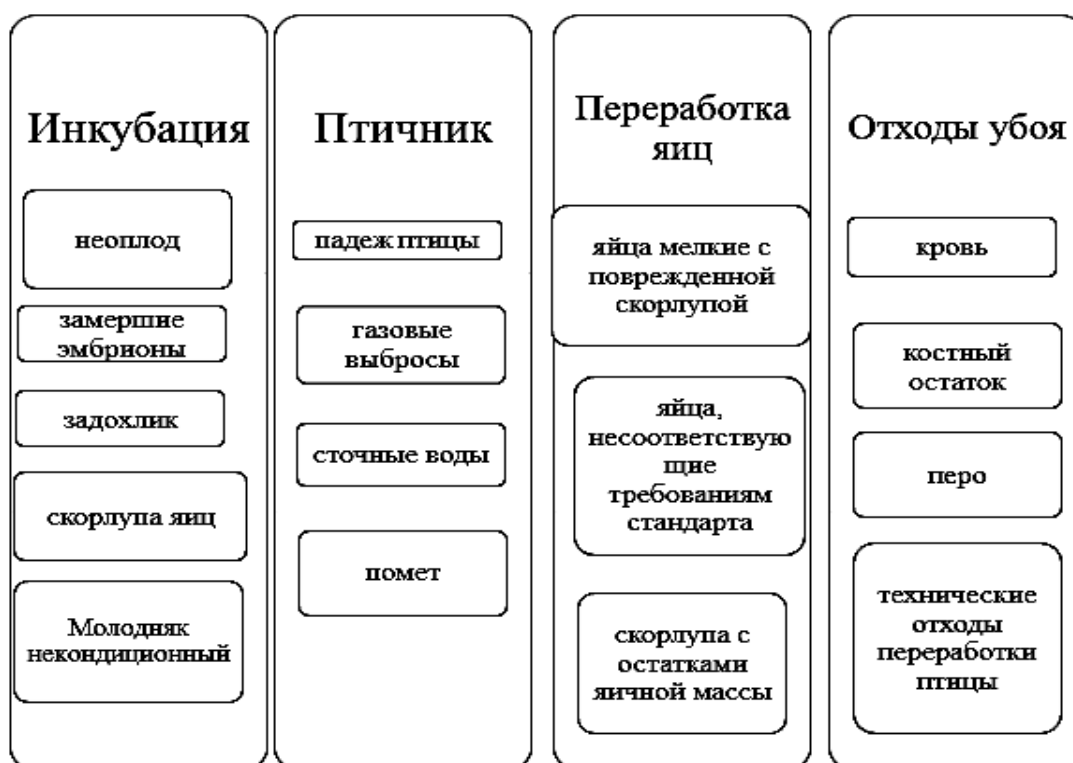 Инкубация
неоплод
замершие
эмбрионы
задохлик
скорлупа яиц
Молодняк
некондиционный
Птичник
падеж птицы
газовые
выбросы
сточные воды
помет
Переработка
яиц
яйца мелкие с
поврежденной
скорлупой
яйца,
несоответствую
щие
требованиям
стандарта
скорлупа с
остатками
яичной массы
Отходы убоя
кровь
костный
остаток
перо
технические
отходы
переработки
птицы